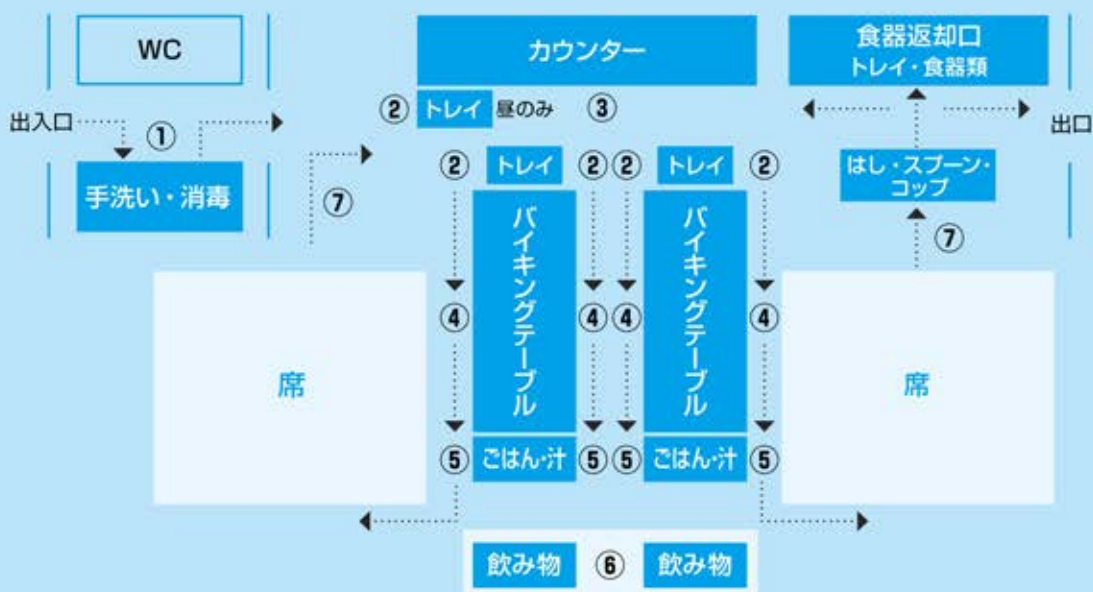 WC
カウンター
食器返却口
トレイ・食器類
② トレイ 昼のみ ③
出入口
①
出口
手洗い・消毒
⑦
② トレイ ② ② トレイ ②
はし・スプーン・
コップ
⑦
バイキングテーブル
バイキングテーブル
④ ④ ④ ④
席
席
⑤ ごはん・汁 ⑤ ⑤ ごはん・汁 ⑤
飲み物 ⑥ 飲み物